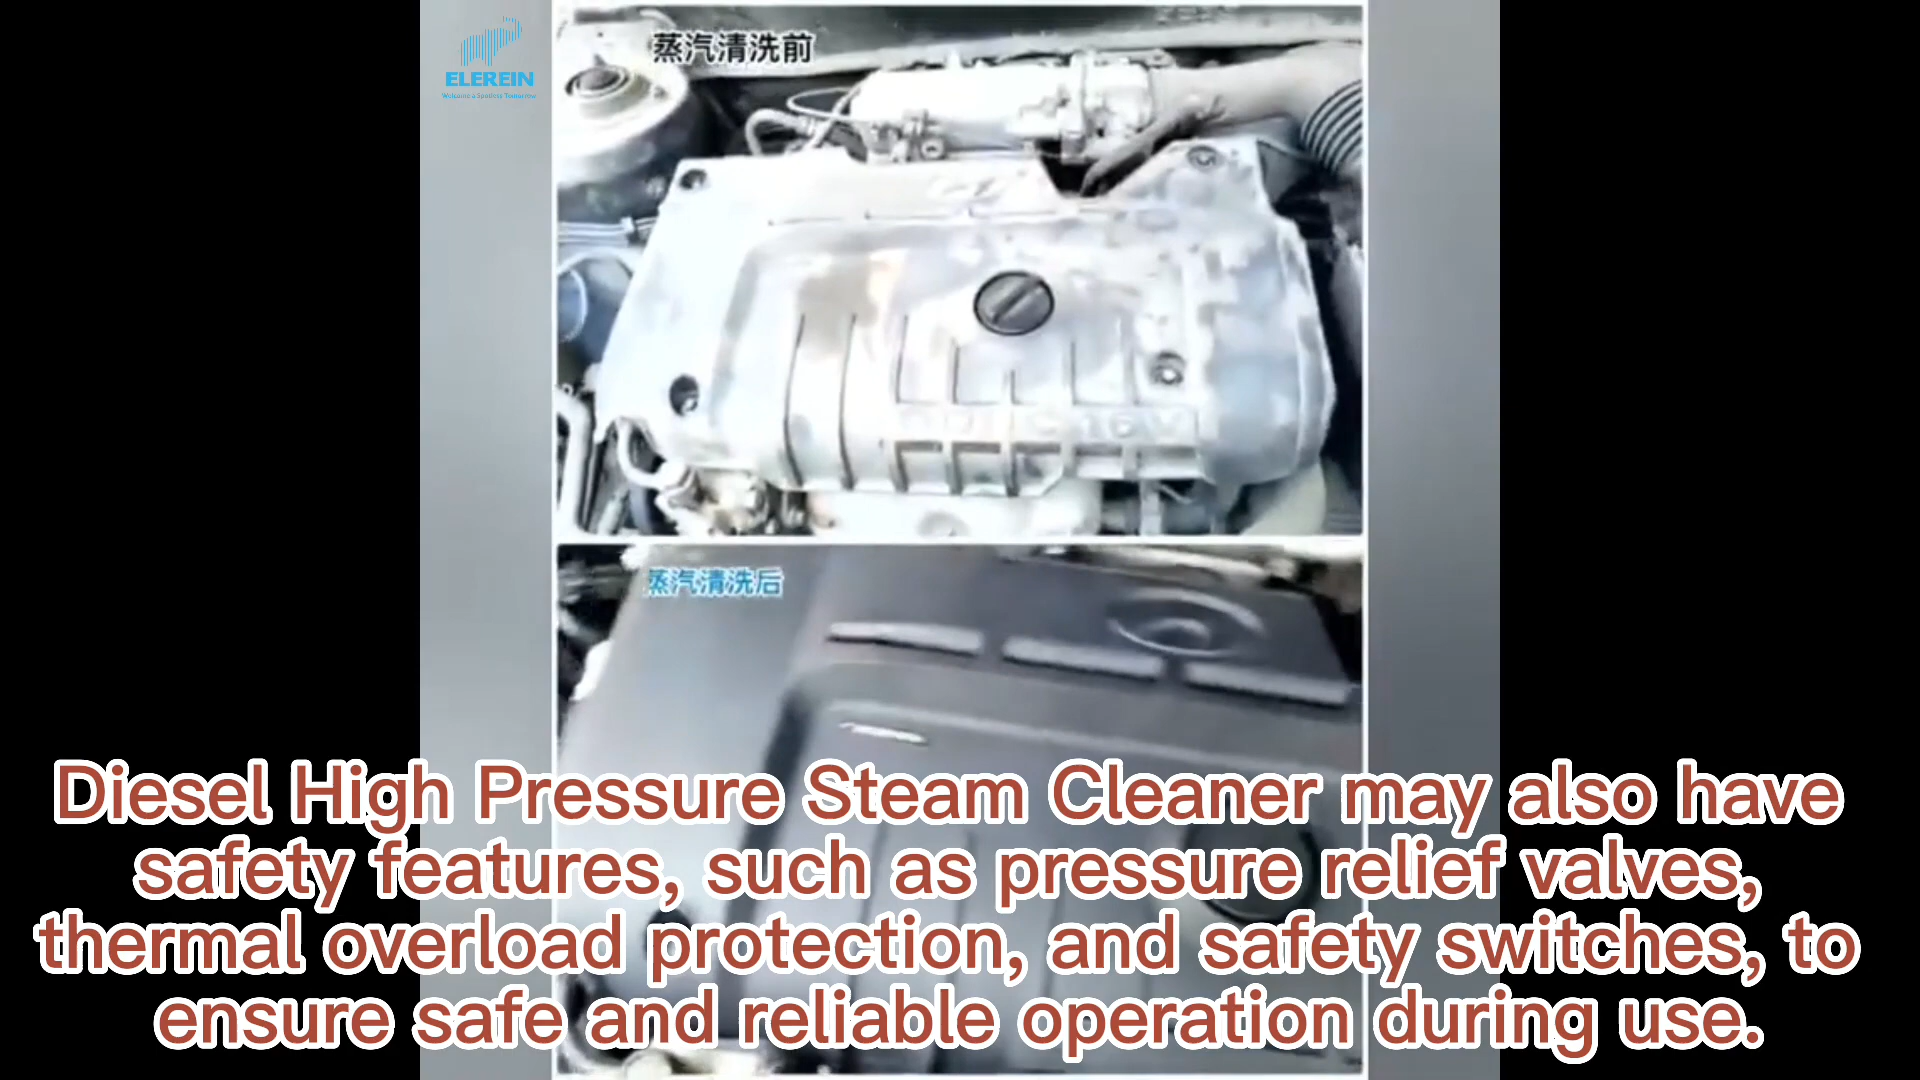 蒸汽清洗前
ELEREIN
蒸汽清洗后
Diesel High Pressure Steam Cleaner may also have
safety features, such as pressure relief valves,
thermal overload protection, and safety switches, to
ensure safe and reliable operation during use.